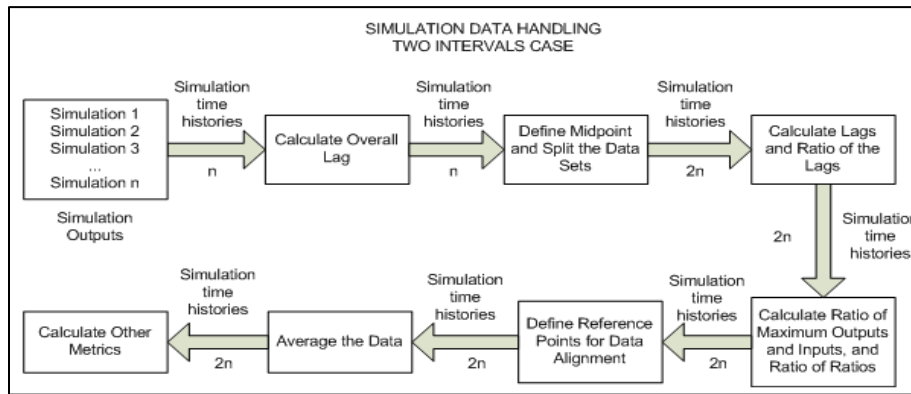 SIMULATION DATA HANDLING
TWO INTERVALS CASE
Simulation 1
Simulation 2
Simulation 3
...
Simulation n
Simulation
Outputs
Simulation
time
histories
n
Calculate Overall
Lag
Simulation
time
histories
n
Define Midpoint
and Split the Data
Sets
Simulation
time
histories
2n
Calculate Lags
and Ratio of the
Lags
2n
Simulation
time
histories
Calculate Ratio of
Maximum Outputs
and Inputs, and
Ratio of Ratios
Simulation
time
histories
2n
Define Reference
Points for Data
Alignment
Simulation
time
histories
2n
Average the Data
Simulation
time
histories
2n
Calculate Other
Metrics